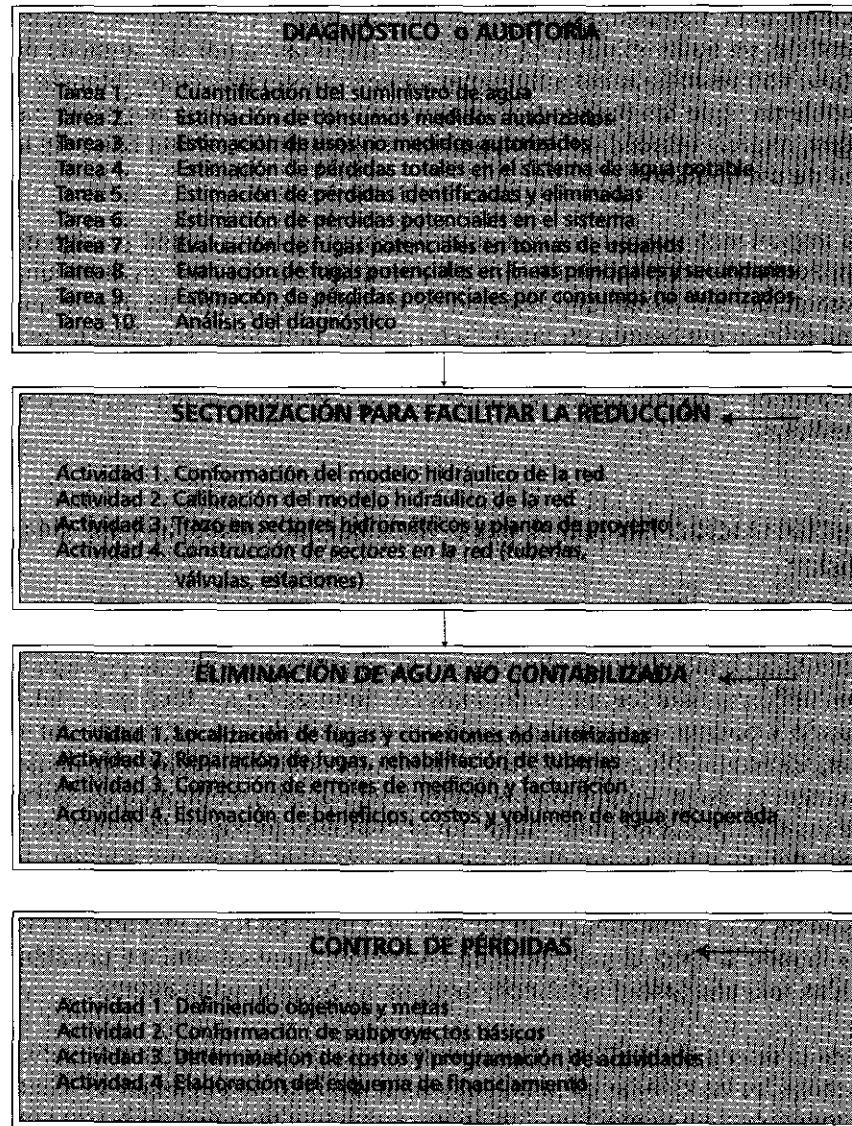 DIAGNÓSTICO o AUDITORÍA
Tarea 1. Cuantificación del suministro de agua
Tarea 2. Estimación de consumos medidos autorizados
Tarea 3. Estimación de usos no medidos autorizados
Tarea 4. Estimación de pérdidas totales en el sistema de agua potable
Tarea 5. Estimación de pérdidas identificadas y eliminadas
Tarea 6. Estimación de pérdidas potenciales en el sistema
Tarea 7. Evaluación de fugas potenciales en tomas de usuarios
Tarea 8. Evaluación de fugas potenciales en líneas principales y secundarias
Tarea 9. Estimación de pérdidas potenciales por consumos no autorizados
Tarea 10. Análisis del diagnóstico
SECTORIZACIÓN PARA FACILITAR LA REDUCCIÓN
Actividad 1. Conformación del modelo hidráulico de la red
Actividad 2. Calibración del modelo hidráulico de la red
Actividad 3. Trazo en sectores hidrométricos y planos de proyecto
Actividad 4. Construcción de sectores en la red (tuberías,
válvulas, estaciones)
ELIMINACIÓN DE AGUA NO CONTABILIZADA
Actividad 1. Localización de fugas y conexiones no autorizadas
Actividad 2. Reparación de fugas, rehabilitación de tuberías
Actividad 3. Corrección de errores de medición y facturación
Actividad 4. Estimación de beneficios, costos y volumen de agua recuperada
CONTROL DE PÉRDIDAS
Actividad 1. Definiendo objetivos y metas
Actividad 2. Conformación de subproyectos básicos
Actividad 3. Determinación de costos y programación de actividades
Actividad 4. Elaboración del esquema de financiamiento